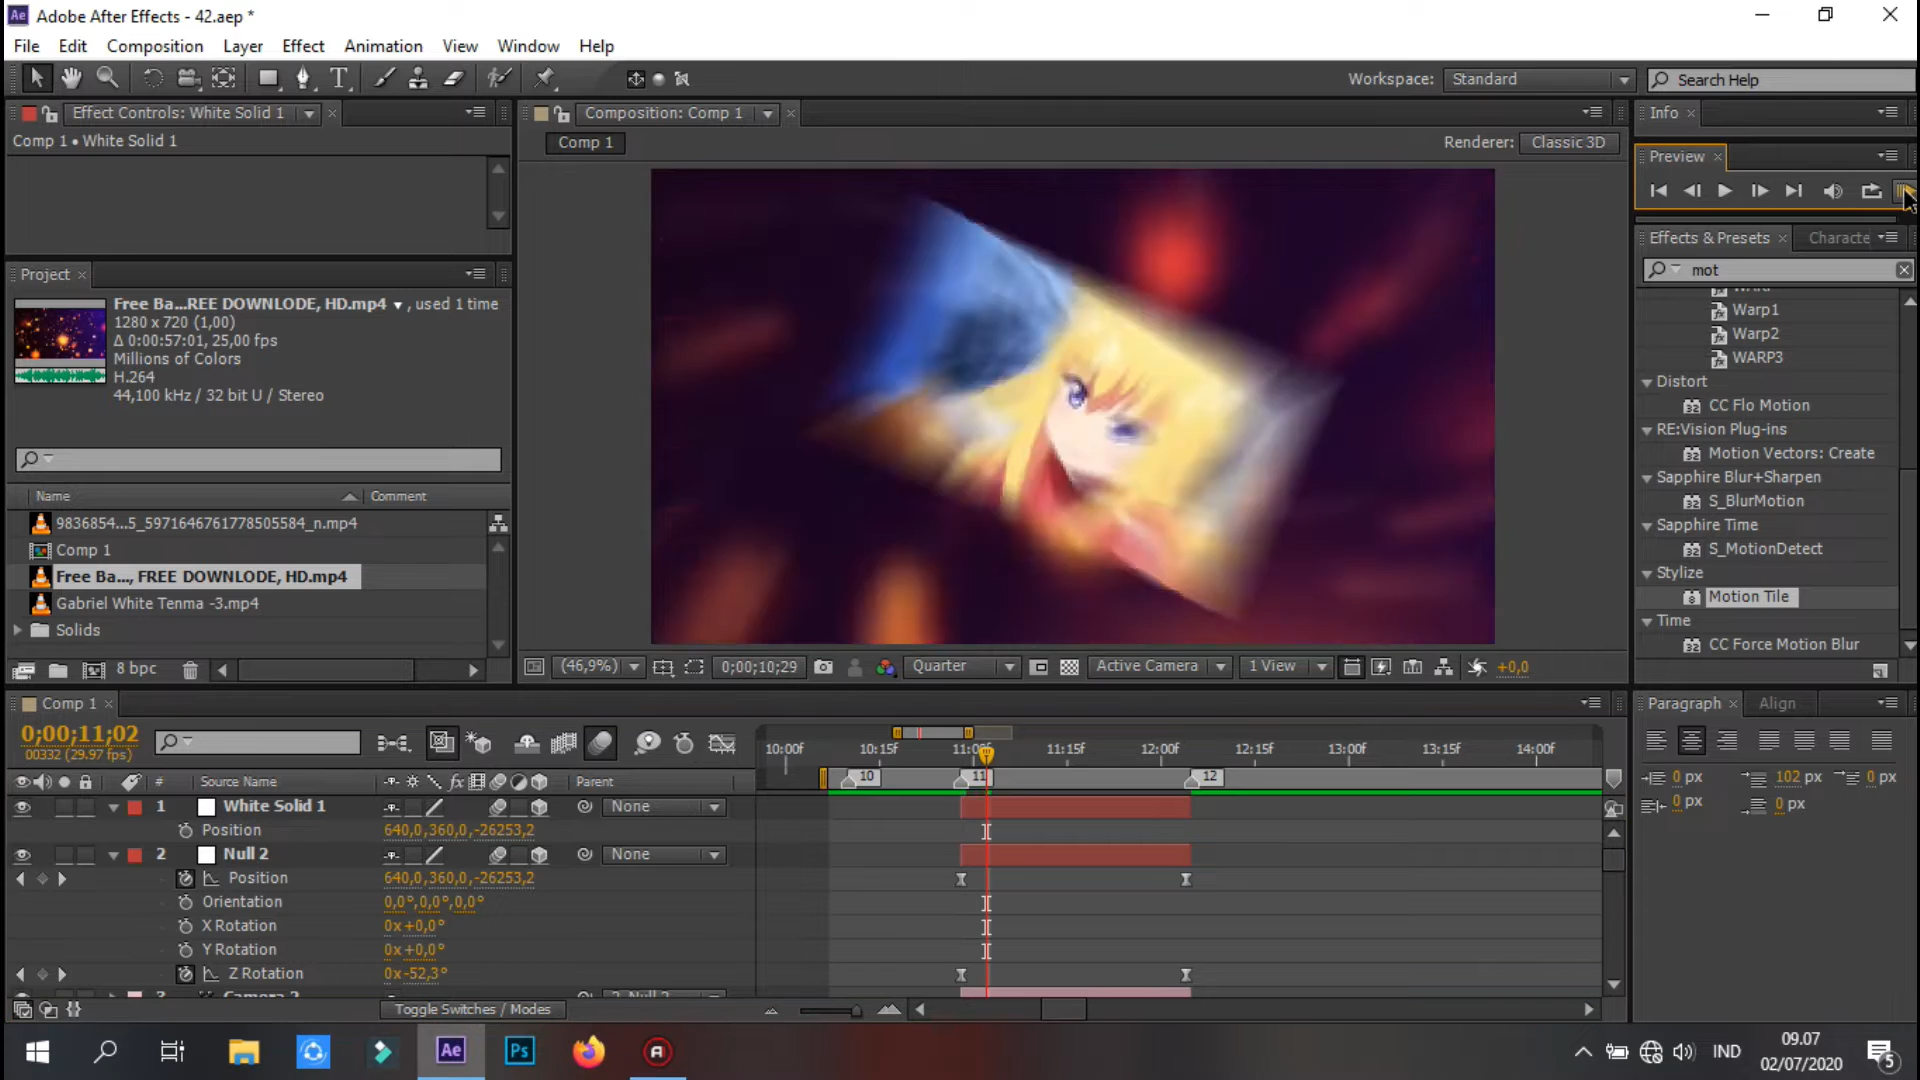 Ae Adobe After Effects - 42.aep *
File Edit Composition Layer Effect Animation View Window Help
Workspace: Standard Search Help
Effect Controls: White Solid 1
Comp 1 • White Solid 1
Project
Free Ba...REE DOWNLODE, HD.mp4 , used 1 time
1280 x 720 (1,00)
Δ 0:00:57:01, 25,00 fps
Millions of Colors
H.264
44,100 kHz / 32 bit U / Stereo
Name Comment
9836854...5_5971646761778505584_n.mp4
Comp 1
Free Ba..., FREE DOWNLODE, HD.mp4
Gabriel White Tenma -3.mp4
Solids
8 bpc
Composition: Comp 1
Comp 1
Renderer: Classic 3D
(46,9%) 0;00;10;29 Quarter Active Camera 1 View +0,0
Info
Preview
Effects & Presets Characte
mot
Warp1
Warp2
WARP3
Distort
CC Flo Motion
RE:Vision Plug-ins
Motion Vectors: Create
Sapphire Blur+Sharpen
S_BlurMotion
Sapphire Time
S_MotionDetect
Stylize
Motion Tile
Time
CC Force Motion Blur
Comp 1
0;00;11;02
00332 (29.97 fps)
10:00f 10:15f 11:00f 11:15f 12:00f 12:15f 13:00f 13:15f 14:00f
# Source Name Parent
10 11 12
1 White Solid 1 None
Position 640,0,360,0,-26253,2
2 Null 2 None
Position 640,0,360,0,-26253,2
Orientation 0,0°,0,0°,0,0°
X Rotation 0x+0,0°
Y Rotation 0x+0,0°
Z Rotation 0x-52,3°
Toggle Switches / Modes
Paragraph Align
0 px 102 px 0 px
0 px 0 px
Ae Ps
IND
09.07
02/07/2020
5